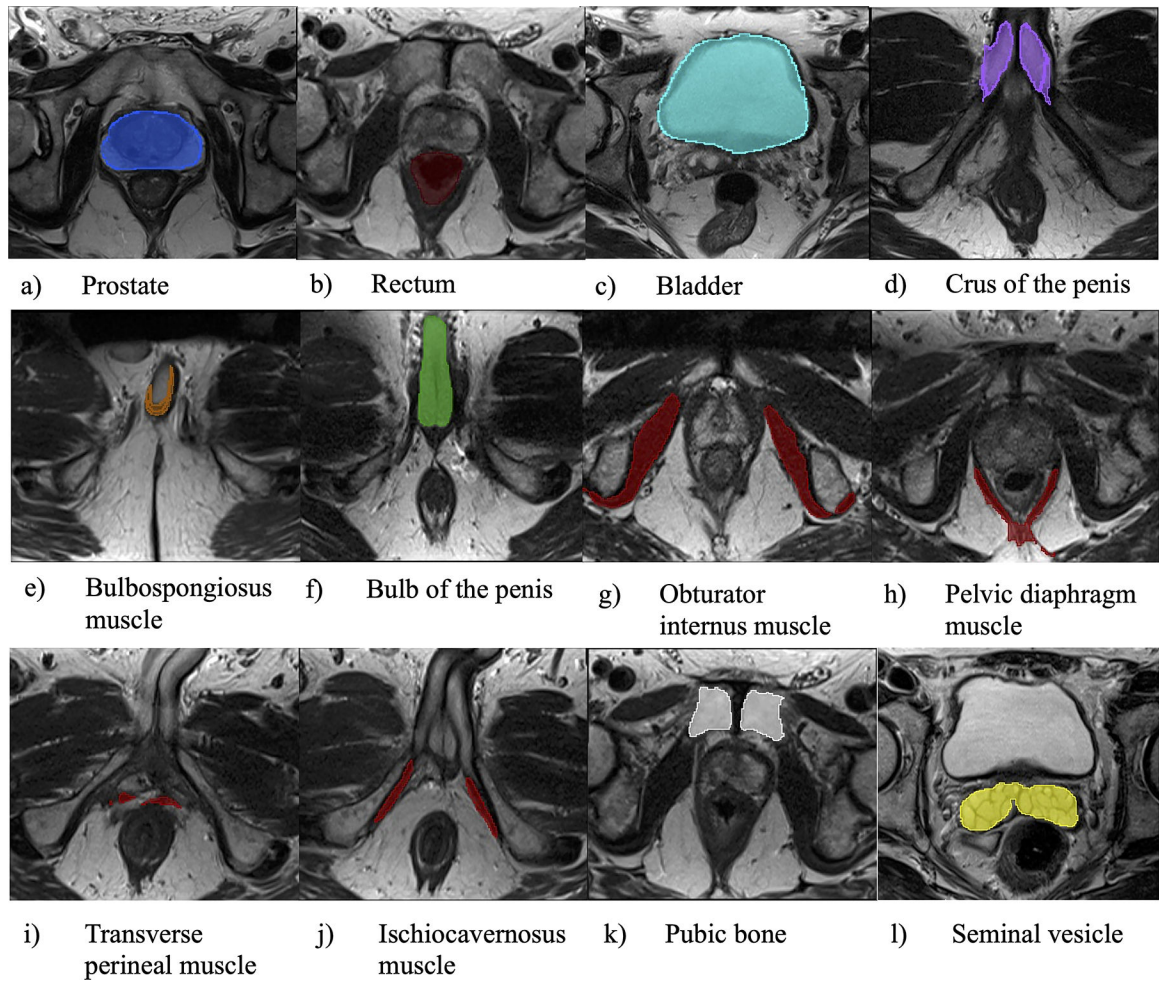 a) Prostate
b) Rectum
c) Bladder
d) Crus of the penis
e) Bulbospongiosus
muscle
f) Bulb of the penis
g) Obturator
internus muscle
h) Pelvic diaphragm
muscle
i) Transverse
perineal muscle
j) Ischiocavernosus
muscle
k) Pubic bone
l) Seminal vesicle